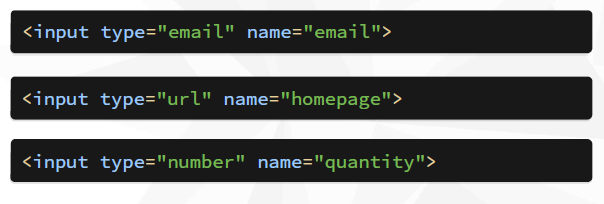 <input type="email" name="email">
<input type="url" name="homepage">
<input type="number" name="quantity">